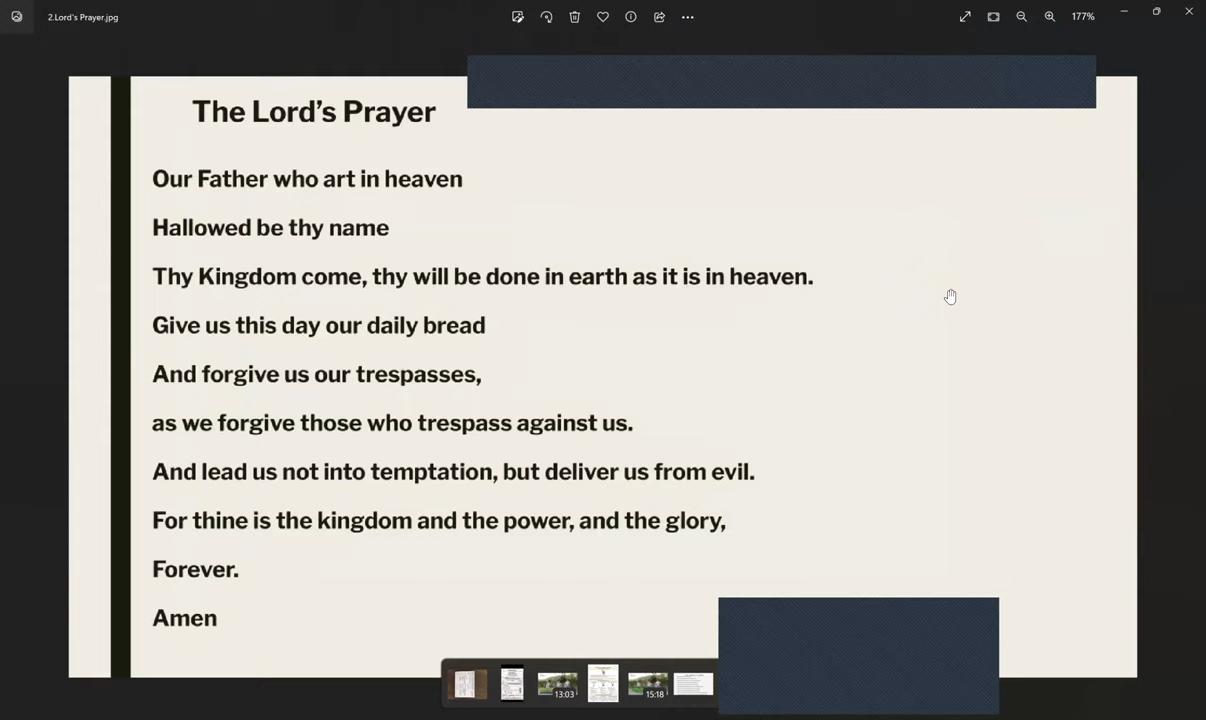 2.Lord's Prayer.jpg
177%
The Lord's Prayer
Our Father who art in heaven
Hallowed be thy name
Thy Kingdom come, thy will be done in earth as it is in heaven.
Give us this day our daily bread
And forgive us our trespasses,
as we forgive those who trespass against us.
And lead us not into temptation, but deliver us from evil.
For thine is the kingdom and the power, and the glory,
Forever.
Amen
13:03
15:18